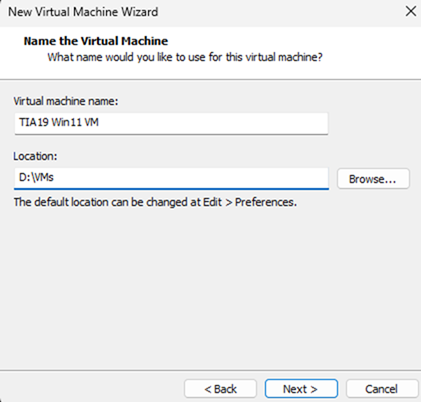 New Virtual Machine Wizard
Name the Virtual Machine
What name would you like to use for this virtual machine?
Virtual machine name:
TIA19 Win11 VM
Location:
D:\VMs
Browse...
The default location can be changed at Edit > Preferences.
< Back
Next >
Cancel